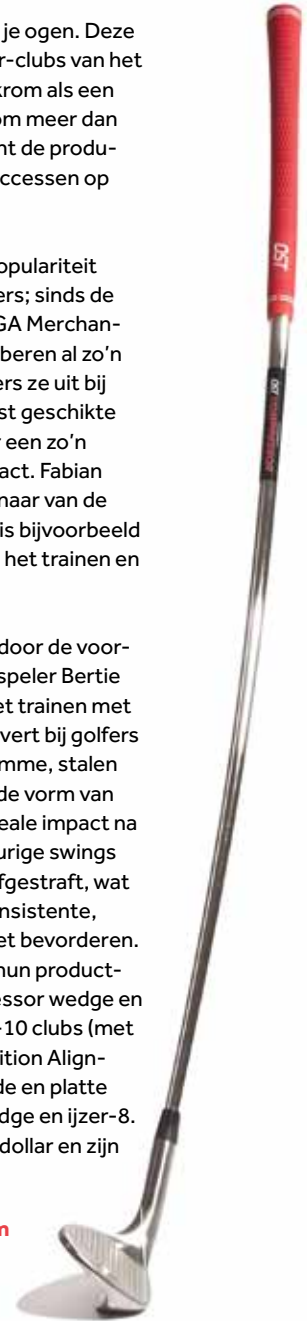 je ogen. Deze
r-clubs van het
krom als een
om meer dan
nt de produ-
ccessen op
opulariteit
ers; sinds de
GA Merchan-
beren al zo'n
ers ze uit bij
st geschikte
r een zo'n
act. Fabian
naar van de
is bijvoorbeeld
het trainen en
door de voor-
speler Bertie
et trainen met
vert bij golfers
mme, stalen
de vorm van
eale impact na
urige swings
fgestraft, wat
nsistente,
et bevorderen.
hun product-
essor wedge en
-10 clubs (met
ition Align-
de en platte
dge en ijzer-8.
dollar en zijn
n
QST